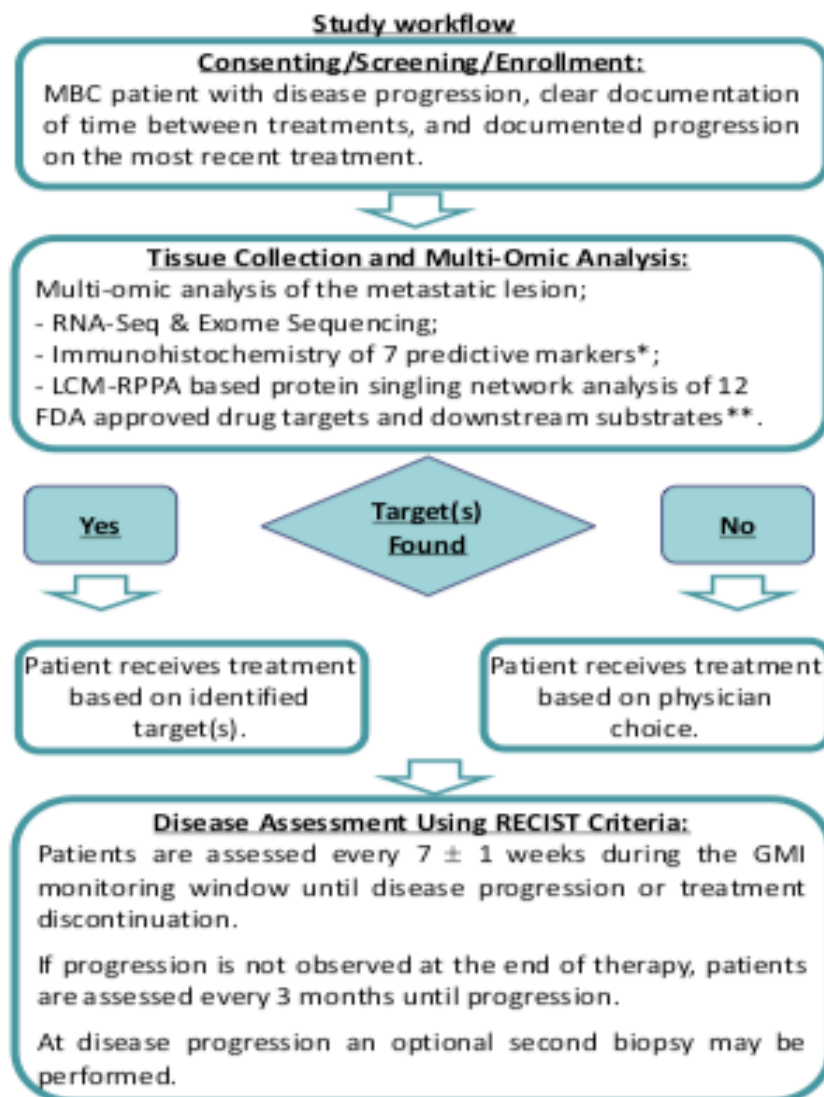 Study workflow
Consenting/Screening/Enrollment:
MBC patient with disease progression, clear documentation
of time between treatments, and documented progression
on the most recent treatment.
Tissue Collection and Multi-Omic Analysis:
Multi-omic analysis of the metastatic lesion;
- RNA-Seq & Exome Sequencing;
- Immunohistochemistry of 7 predictive markers*;
- LCM-RPPA based protein singling network analysis of 12
FDA approved drug targets and downstream substrates**.
Yes
Target(s)
Found
No
Patient receives treatment
based on identified
target(s).
Patient receives treatment
based on physician
choice.
Disease Assessment Using RECIST Criteria:
Patients are assessed every 7 ± 1 weeks during the GMI
monitoring window until disease progression or treatment
discontinuation.
If progression is not observed at the end of therapy, patients
are assessed every 3 months until progression.
At disease progression an optional second biopsy may be
performed.